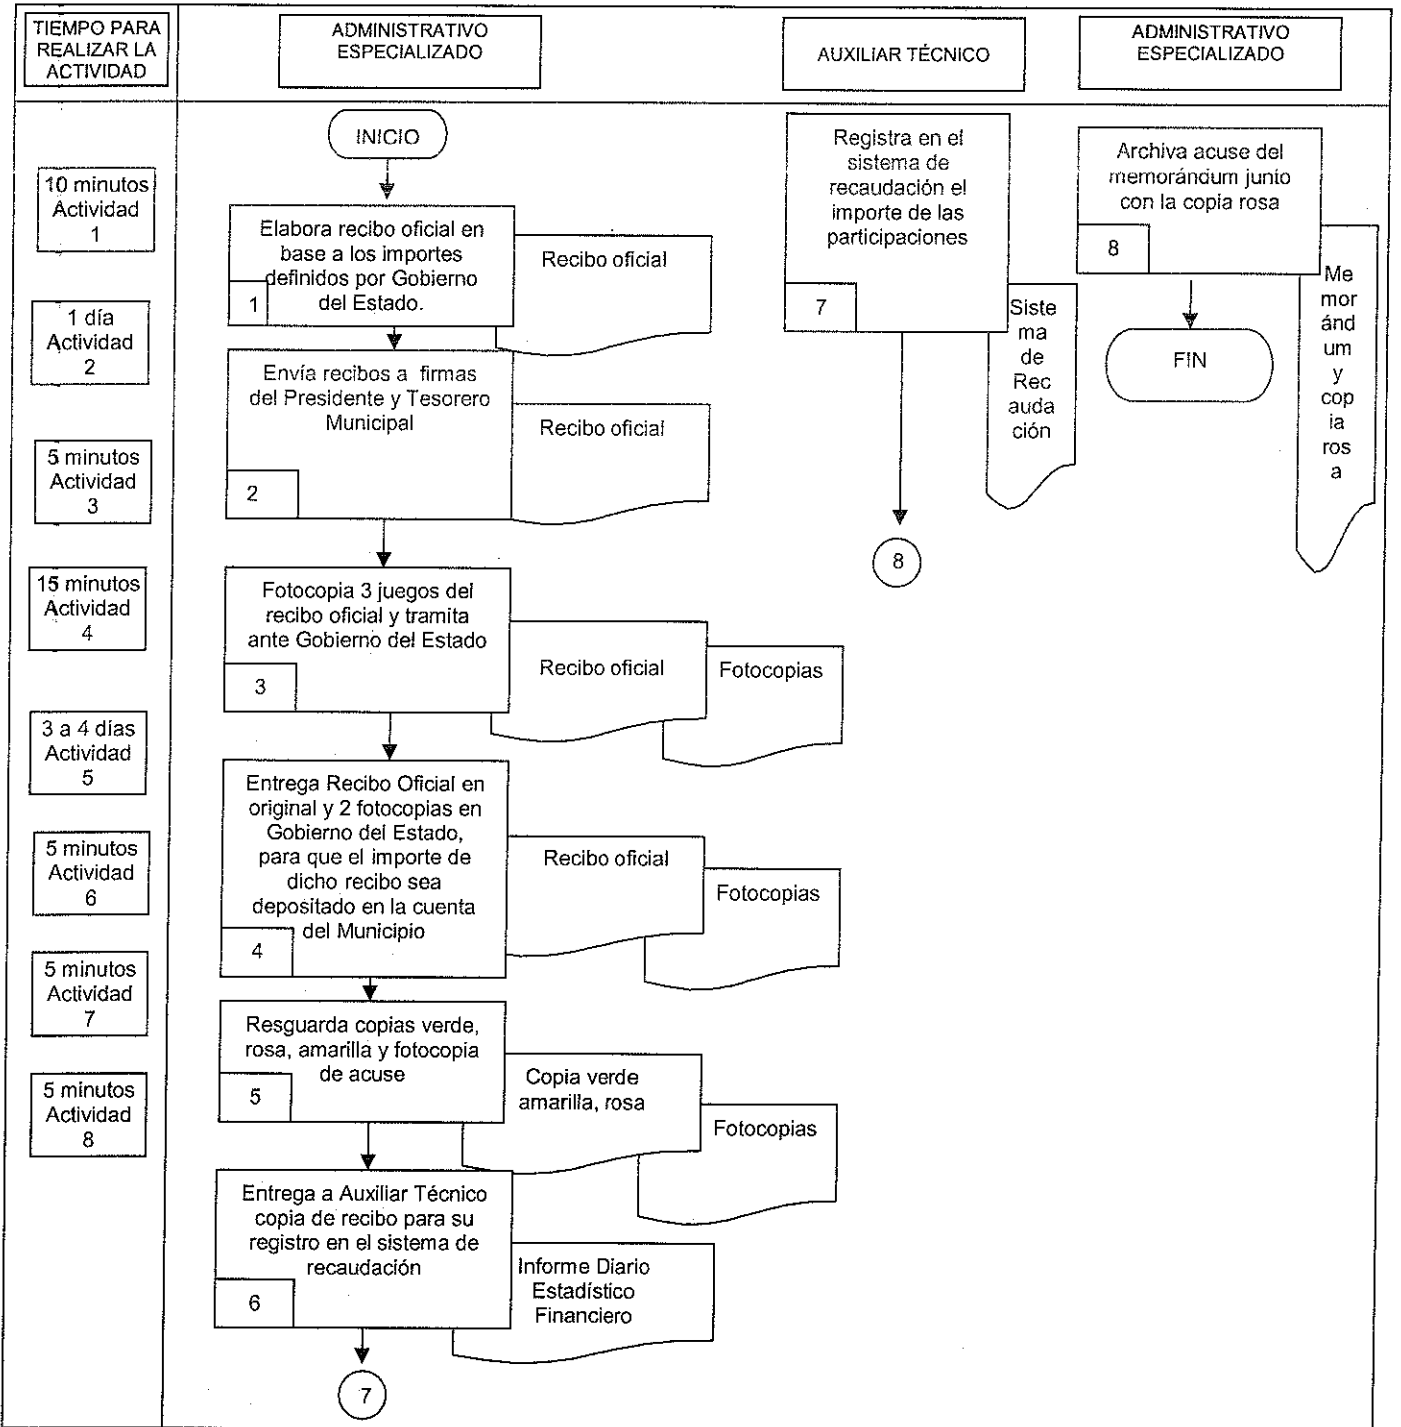 TIEMPO PARA
REALIZAR LA
ACTIVIDAD
ADMINISTRATIVO
ESPECIALIZADO
AUXILIAR TÉCNICO
ADMINISTRATIVO
ESPECIALIZADO
10 minutos
Actividad
1
1 día
Actividad
2
5 minutos
Actividad
3
15 minutos
Actividad
4
3 a 4 días
Actividad
5
5 minutos
Actividad
6
5 minutos
Actividad
7
5 minutos
Actividad
8
INICIO
Elabora recibo oficial en
base a los importes
definidos por Gobierno
del Estado.
1
Recibo oficial
Envía recibos a firmas
del Presidente y Tesorero
Municipal
2
Recibo oficial
Fotocopia 3 juegos del
recibo oficial y tramita
ante Gobierno del Estado
3
Recibo oficial
Fotocopias
Entrega Recibo Oficial en
original y 2 fotocopias en
Gobierno del Estado,
para que el importe de
dicho recibo sea
depositado en la cuenta
del Municipio
4
Recibo oficial
Fotocopias
Resguarda copias verde,
rosa, amarilla y fotocopia
de acuse
5
Copia verde
amarilla, rosa
Fotocopias
Entrega a Auxiliar Técnico
copia de recibo para su
registro en el sistema de
recaudación
6
Informe Diario
Estadístico
Financiero
7
Registra en el
sistema de
recaudación el
importe de las
participaciones
7
Siste
ma
de
Rec
auda
ción
8
Archiva acuse del
memorándum junio
con la copia rosa
8
Me
mor
ánd
um
y
cop
ia
ros
a
FIN